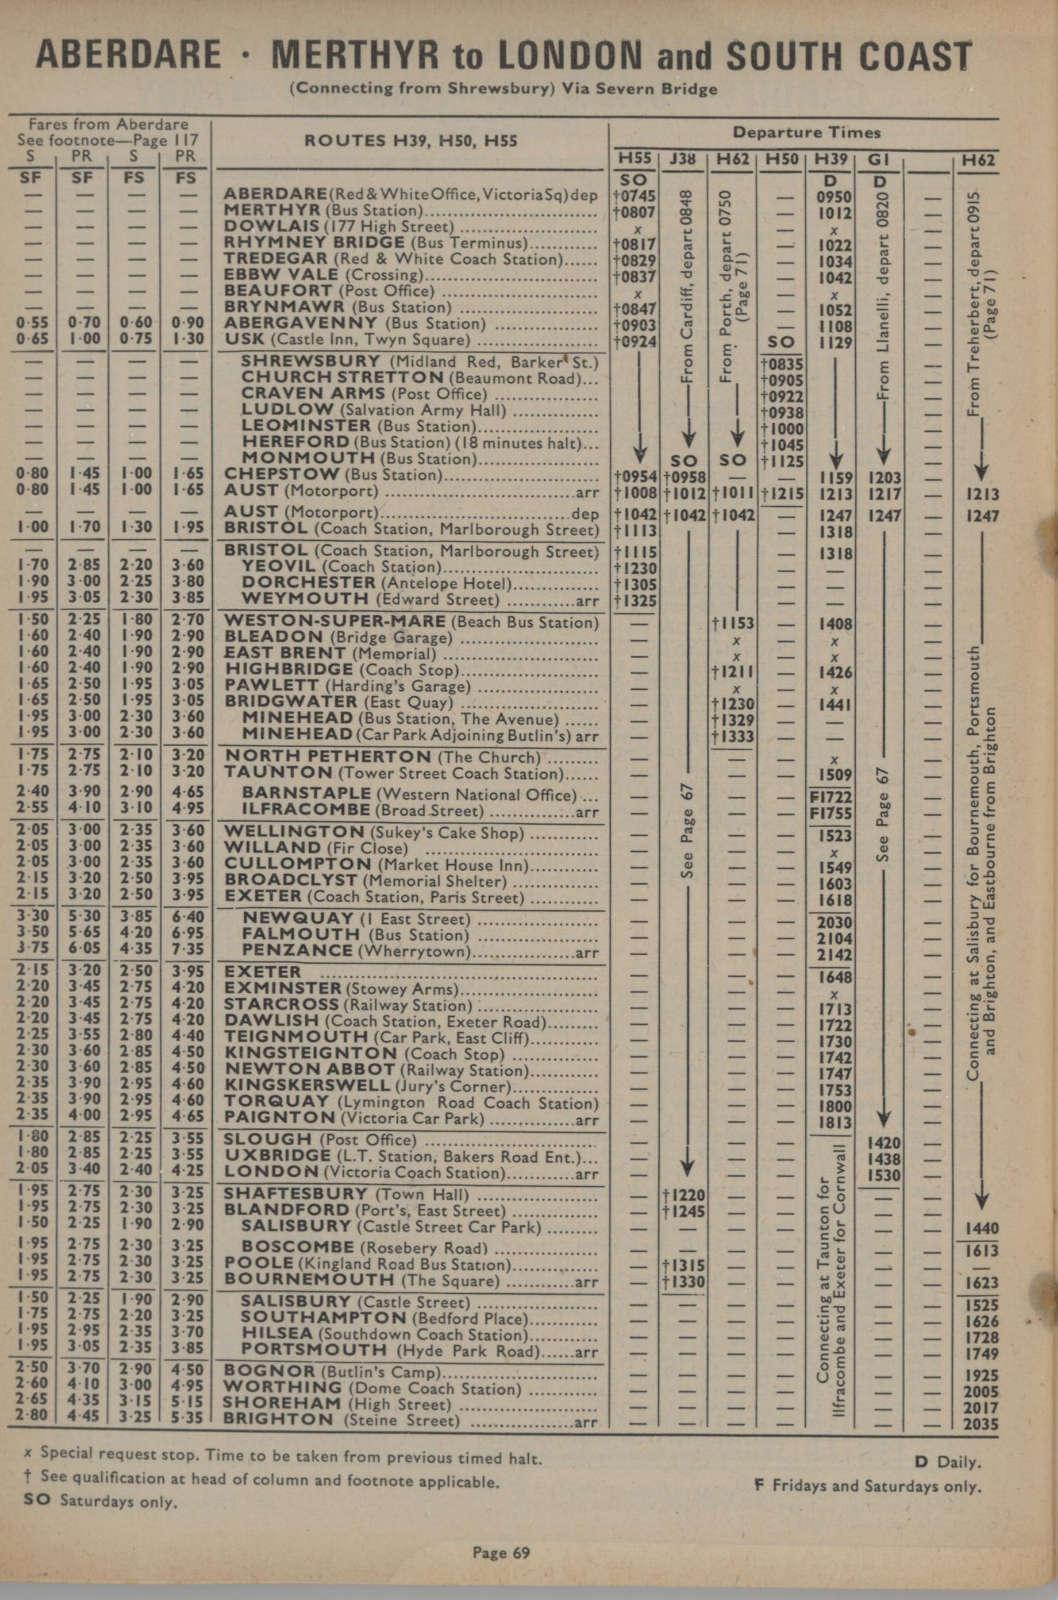 ABERDARE · MERTHYR to LONDON and SOUTH COAST
(Connecting from Shrewsbury) Via Severn Bridge
Fares from Aberdare
See footnote—Page 117
ROUTES H39, H50, H55
Departure Times
S PR S PR H55 J38 H62 H50 H39 G1 H62
SF SF FS FS SO D D
— — — — ABERDARE (Red & White Office, Victoria Sq) dep †0745 — 0950 —
— — — — MERTHYR (Bus Station) †0807 — 1012 —
— — — — DOWLAIS (177 High Street) x — x —
— — — — RHYMNEY BRIDGE (Bus Terminus) †0817 — 1022 —
— — — — TREDEGAR (Red & White Coach Station) †0829 — 1034 —
— — — — EBBW VALE (Crossing) †0837 — 1042 —
— — — — BEAUFORT (Post Office) x — x —
— — — — BRYNMAWR (Bus Station) †0847 — 1052 —
0·55 0·70 0·60 0·90 ABERGAVENNY (Bus Station) †0903 — 1108 —
0·65 1·00 0·75 1·30 USK (Castle Inn, Twyn Square) †0924 SO 1129 —
— — — — SHREWSBURY (Midland Red, Barker St.) †0835 —
— — — — CHURCH STRETTON (Beaumont Road) †0905 —
— — — — CRAVEN ARMS (Post Office) †0922 —
— — — — LUDLOW (Salvation Army Hall) †0938 —
— — — — LEOMINSTER (Bus Station) †1000 —
— — — — HEREFORD (Bus Station) (18 minutes halt) †1045 —
— — — — MONMOUTH (Bus Station) SO SO †1125 —
0·80 1·45 1·00 1·65 CHEPSTOW (Bus Station) †0954 †0958 — — 1159 1203 —
0·80 1·45 1·00 1·65 AUST (Motorport) arr †1008 †1012 †1011 †1215 1213 1217 — 1213
— — — — AUST (Motorport) dep †1042 †1042 †1042 — 1247 1247 — 1247
1·00 1·70 1·30 1·95 BRISTOL (Coach Station, Marlborough Street) †1113 — 1318 —
— — — — BRISTOL (Coach Station, Marlborough Street) †1115 — 1318 —
1·70 2·85 2·20 3·60 YEOVIL (Coach Station) †1230 — — —
1·90 3·00 2·25 3·80 DORCHESTER (Antelope Hotel) †1305 — — —
1·95 3·05 2·30 3·85 WEYMOUTH (Edward Street) arr †1325 — — —
1·50 2·25 1·80 2·70 WESTON-SUPER-MARE (Beach Bus Station) — †1153 — 1408 —
1·60 2·40 1·90 2·90 BLEADON (Bridge Garage) — x — x —
1·60 2·40 1·90 2·90 EAST BRENT (Memorial) — x — x —
1·60 2·40 1·90 2·90 HIGHBRIDGE (Coach Stop) — †1211 — 1426 —
1·65 2·50 1·95 3·05 PAWLETT (Harding's Garage) — x — x —
1·65 2·50 1·95 3·05 BRIDGWATER (East Quay) — †1230 — 1441 —
1·95 3·00 2·30 3·60 MINEHEAD (Bus Station, The Avenue) — †1329 — — —
1·95 3·00 2·30 3·60 MINEHEAD (Car Park Adjoining Butlin's) arr — †1333 — — —
1·75 2·75 2·10 3·20 NORTH PETHERTON (The Church) — — — x —
1·75 2·75 2·10 3·20 TAUNTON (Tower Street Coach Station) — — — 1509 —
2·40 3·90 2·90 4·65 BARNSTAPLE (Western National Office) — — — F1722 —
2·55 4·10 3·10 4·95 ILFRACOMBE (Broad Street) arr — — — F1755 —
2·05 3·00 2·35 3·60 WELLINGTON (Sukey's Cake Shop) — — — 1523 —
2·05 3·00 2·35 3·60 WILLAND (Fir Close) — — — x —
2·05 3·00 2·35 3·60 CULLOMPTON (Market House Inn) — — — 1549 —
2·15 3·20 2·50 3·95 BROADCLYST (Memorial Shelter) — — — 1603 —
2·15 3·20 2·50 3·95 EXETER (Coach Station, Paris Street) — — — 1618 —
3·30 5·30 3·85 6·40 NEWQUAY (1 East Street) — — — 2030 —
3·50 5·65 4·20 6·95 FALMOUTH (Bus Station) — — — 2104 —
3·75 6·05 4·35 7·35 PENZANCE (Wherrytown) arr — — — 2142 —
2·15 3·20 2·50 3·95 EXETER — — — 1648 —
2·20 3·45 2·75 4·20 EXMINSTER (Stowey Arms) — — — x —
2·20 3·45 2·75 4·20 STARCROSS (Railway Station) — — — 1713 —
2·20 3·45 2·75 4·20 DAWLISH (Coach Station, Exeter Road) — — — 1722 —
2·25 3·55 2·80 4·40 TEIGNMOUTH (Car Park, East Cliff) — — — 1730 —
2·30 3·60 2·85 4·50 KINGSTEIGNTON (Coach Stop) — — — 1742 —
2·30 3·60 2·85 4·50 NEWTON ABBOT (Railway Station) — — — 1747 —
2·35 3·90 2·95 4·60 KINGSKERSWELL (Jury's Corner) — — — 1753 —
2·35 3·90 2·95 4·60 TORQUAY (Lymington Road Coach Station) — — — 1800 —
2·35 4·00 2·95 4·65 PAIGNTON (Victoria Car Park) arr — — — 1813 —
1·80 2·85 2·25 3·55 SLOUGH (Post Office) — — — 1420 —
1·80 2·85 2·25 3·55 UXBRIDGE (L.T. Station, Bakers Road Ent.) — — — 1438 —
2·05 3·40 2·40 4·25 LONDON (Victoria Coach Station) arr — — — 1530 —
1·95 2·75 2·30 3·25 SHAFTESBURY (Town Hall) — †1220 — — — —
1·95 2·75 2·30 3·25 BLANDFORD (Port's, East Street) — †1245 — — — —
1·50 2·25 1·90 2·90 SALISBURY (Castle Street Car Park) — — — — — — 1440
1·95 2·75 2·30 3·25 BOSCOMBE (Rosebery Road) — — — — — — 1613
1·95 2·75 2·30 3·25 POOLE (Kingland Road Bus Station) — †1315 — — — — —
1·95 2·75 2·30 3·25 BOURNEMOUTH (The Square) arr — †1330 — — — — 1623
1·50 2·25 1·90 2·90 SALISBURY (Castle Street) — — — — — — 1525
1·75 2·75 2·20 3·25 SOUTHAMPTON (Bedford Place) — — — — — — 1626
1·95 2·95 2·35 3·70 HILSEA (Southdown Coach Station) — — — — — — 1728
1·95 3·05 2·35 3·85 PORTSMOUTH (Hyde Park Road) arr — — — — — — 1749
2·50 3·70 2·90 4·50 BOGNOR (Butlin's Camp) — — — — — — 1925
2·60 4·10 3·00 4·95 WORTHING (Dome Coach Station) — — — — — — 2005
2·65 4·35 3·15 5·15 SHOREHAM (High Street) — — — — — — 2017
2·80 4·45 3·25 5·35 BRIGHTON (Steine Street) arr — — — — — — 2035
From Cardiff, depart 0848
See Page 67
From Porth, depart 0750
(Page 71)
Connecting at Taunton for
Ilfracombe and Exeter for Cornwall
From Llanelli, depart 0820
See Page 67
From Treherbert, depart 0915
(Page 71)
Connecting at Salisbury for Bournemouth, Portsmouth
and Brighton, and Eastbourne from Brighton
x Special request stop. Time to be taken from previous timed halt.
D Daily.
† See qualification at head of column and footnote applicable.
F Fridays and Saturdays only.
SO Saturdays only.
Page 69